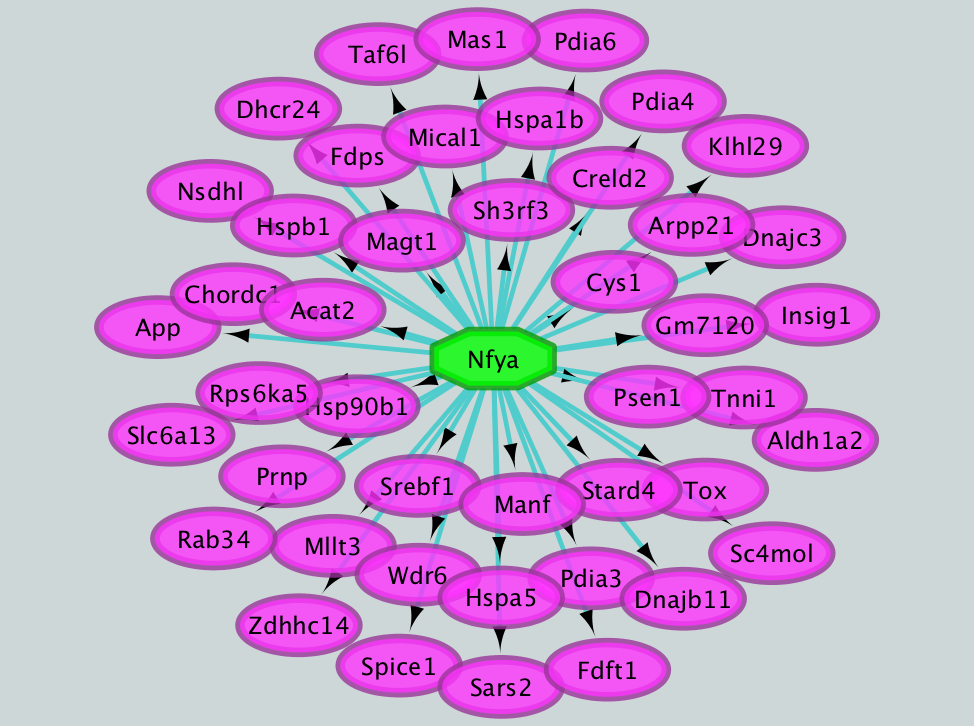 Mas1
Pdia6
Taf6l
Pdia4
Dhcr24
Hspa1b
Mical1
Klhl29
Fdps
Creld2
Nsdhl
Sh3rf3
Hspb1
Arpp21
Dnajc3
Magt1
Cys1
Chordc1
Acat2
Insig1
App
Gm7120
Nfya
Rps6ka5
Hsp90b1
Psen1
Tnni1
Slc6a13
Aldh1a2
Prnp
Srebf1
Manf
Stard4
Tox
Rab34
Mllt3
Sc4mol
Wdr6
Pdia3
Hspa5
Dnajb11
Zdhhc14
Spice1
Fdft1
Sars2